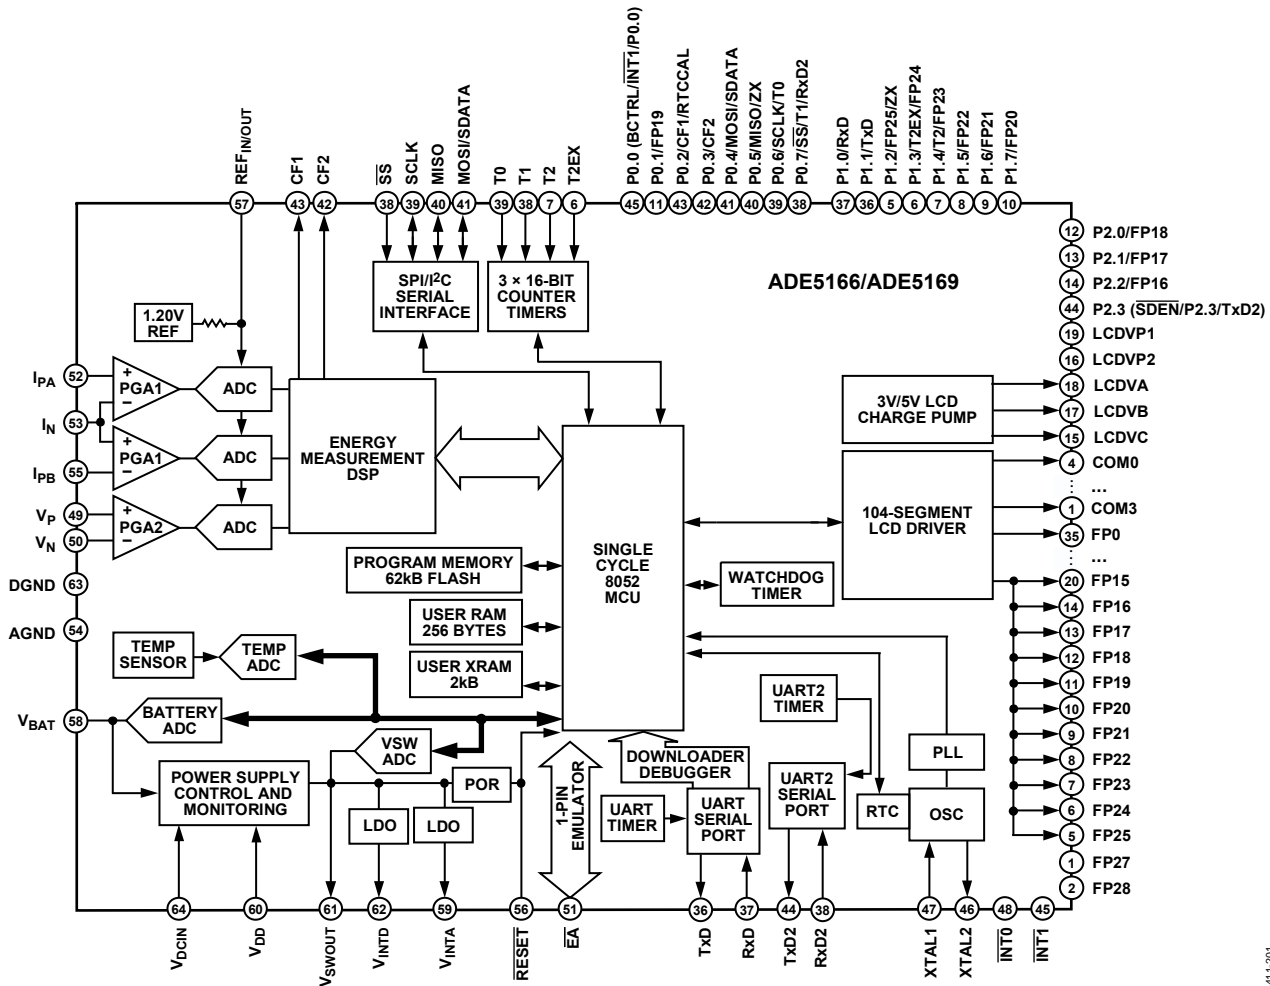 REFIN/OUT
CF1
CF2
SS
SCLK
MISO
MOSI/SDATA
T0
T1
T2
T2EX
P0.0 (BCTRL/INT1/P0.0)
P0.1/FP19
P0.2/CF1/RTCCAL
P0.3/CF2
P0.4/MOSI/SDATA
P0.5/MISO/ZX
P0.6/SCLK/T0
P0.7/SS/T1/RxD2
P1.0/RxD
P1.1/TxD
P1.2/FP25/ZX
P1.3/T2EX/FP24
P1.4/T2/FP23
P1.5/FP22
P1.6/FP21
P1.7/FP20
57
43
42
38
39
40
41
39
38
7
6
45
11
43
42
41
40
39
38
37
36
5
6
7
8
9
10
ADE5166/ADE5169
SPI/I2C
SERIAL
INTERFACE
3 × 16-BIT
COUNTER
TIMERS
1.20V
REF
IPA
52
+
PGA1
–
ADC
IN
53
+
PGA1
–
ADC
IPB
55
VP
49
+
PGA2
–
ADC
VN
50
ENERGY
MEASUREMENT
DSP
DGND
63
AGND
54
SINGLE
CYCLE
8052
MCU
PROGRAM MEMORY
62kB FLASH
USER RAM
256 BYTES
USER XRAM
2kB
WATCHDOG
TIMER
3V/5V LCD
CHARGE PUMP
104-SEGMENT
LCD DRIVER
TEMP
SENSOR
TEMP
ADC
VBAT
58
BATTERY
ADC
VSW
ADC
POWER SUPPLY
CONTROL AND
MONITORING
POR
LDO
LDO
1-PIN
EMULATOR
DOWNLOADER
DEBUGGER
UART
TIMER
UART
SERIAL
PORT
UART2
TIMER
UART2
SERIAL
PORT
PLL
RTC
OSC
12 P2.0/FP18
13 P2.1/FP17
14 P2.2/FP16
44 P2.3 (SDEN/P2.3/TxD2)
19 LCDVP1
16 LCDVP2
18 LCDVA
17 LCDVB
15 LCDVC
4 COM0
...
1 COM3
35 FP0
...
20 FP15
14 FP16
13 FP17
12 FP18
11 FP19
10 FP20
9 FP21
8 FP22
7 FP23
6 FP24
5 FP25
1 FP27
2 FP28
64
60
61
62
59
56
51
36
37
44
38
47
46
48
45
VDCIN
VDD
VSWOUT
VINTD
VINTA
RESET
EA
TxD
RxD
TxD2
RxD2
XTAL1
XTAL2
INT0
INT1